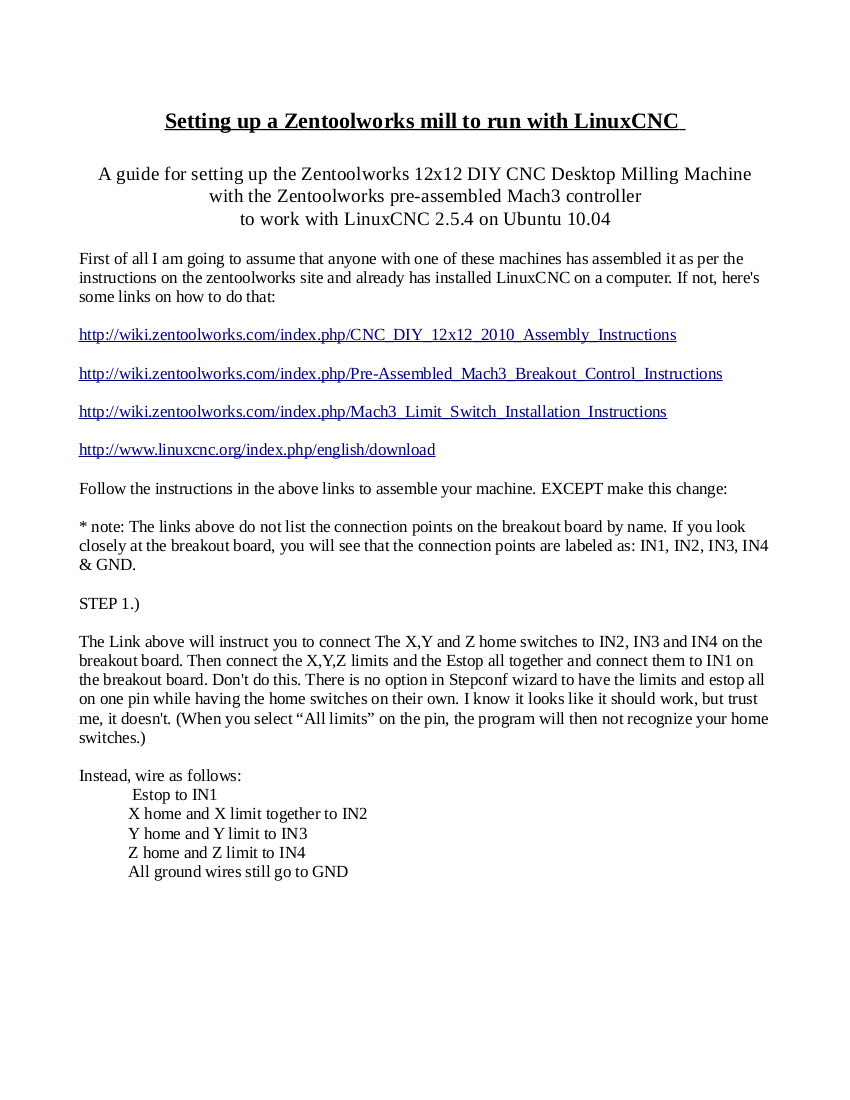 Setting up a Zentoolworks mill to run with LinuxCNC
A guide for setting up the Zentoolworks 12x12 DIY CNC Desktop Milling Machine
with the Zentoolworks pre-assembled Mach3 controller
to work with LinuxCNC 2.5.4 on Ubuntu 10.04
First of all I am going to assume that anyone with one of these machines has assembled it as per the
instructions on the zentoolworks site and already has installed LinuxCNC on a computer. If not, here's
some links on how to do that:
http://wiki.zentoolworks.com/index.php/CNC_DIY_12x12_2010_Assembly_Instructions
http://wiki.zentoolworks.com/index.php/Pre-Assembled_Mach3_Breakout_Control_Instructions
http://wiki.zentoolworks.com/index.php/Mach3_Limit_Switch_Installation_Instructions
http://www.linuxcnc.org/index.php/english/download
Follow the instructions in the above links to assemble your machine. EXCEPT make this change:
* note: The links above do not list the connection points on the breakout board by name. If you look
closely at the breakout board, you will see that the connection points are labeled as: IN1, IN2, IN3, IN4
& GND.
STEP 1.)
The Link above will instruct you to connect The X,Y and Z home switches to IN2, IN3 and IN4 on the
breakout board. Then connect the X,Y,Z limits and the Estop all together and connect them to IN1 on
the breakout board. Don't do this. There is no option in Stepconf wizard to have the limits and estop all
on one pin while having the home switches on their own. I know it looks like it should work, but trust
me, it doesn't. (When you select “All limits” on the pin, the program will then not recognize your home
switches.)
Instead, wire as follows:
Estop to IN1
X home and X limit together to IN2
Y home and Y limit to IN3
Z home and Z limit to IN4
All ground wires still go to GND